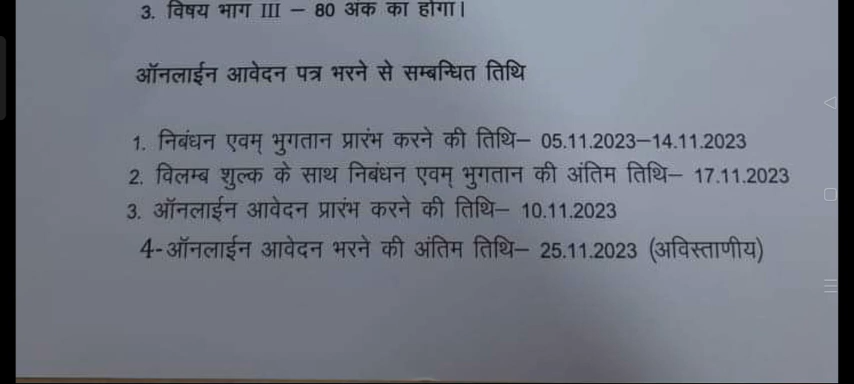 3. विषय भाग III – 80 अंक का होगा।
ऑनलाईन आवेदन पत्र भरने से सम्बन्धित तिथि
1. निबंधन एवम् भुगतान प्रारंभ करने की तिथि– 05.11.2023–14.11.2023
2. विलम्ब शुल्क के साथ निबंधन एवम् भुगतान की अंतिम तिथि– 17.11.2023
3. ऑनलाईन आवेदन प्रारंभ करने की तिथि– 10.11.2023
4-ऑनलाईन आवेदन भरने की अंतिम तिथि– 25.11.2023 (अविस्ताणीय)